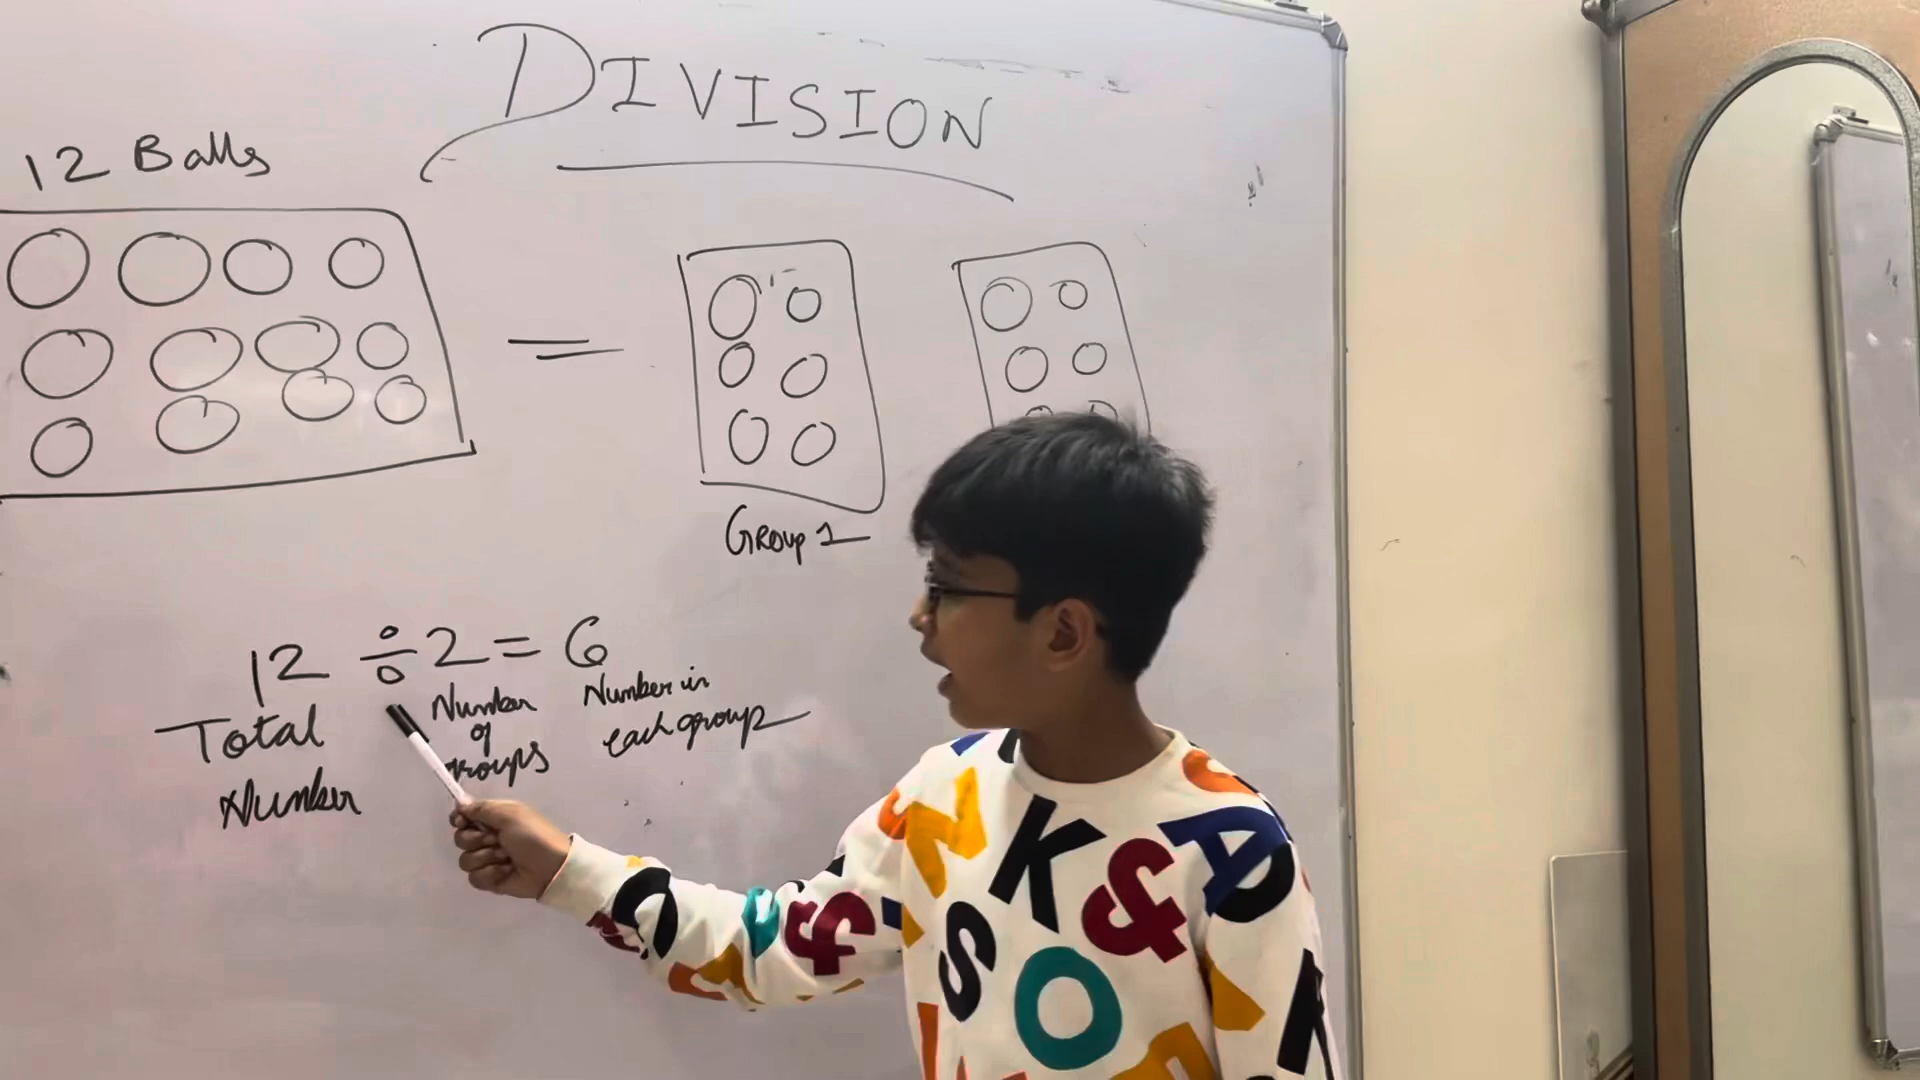 DIVISION
12 Balls
Group 1
12 ÷ 2 = 6
Total
Number
Number
of
groups
Number in
each group